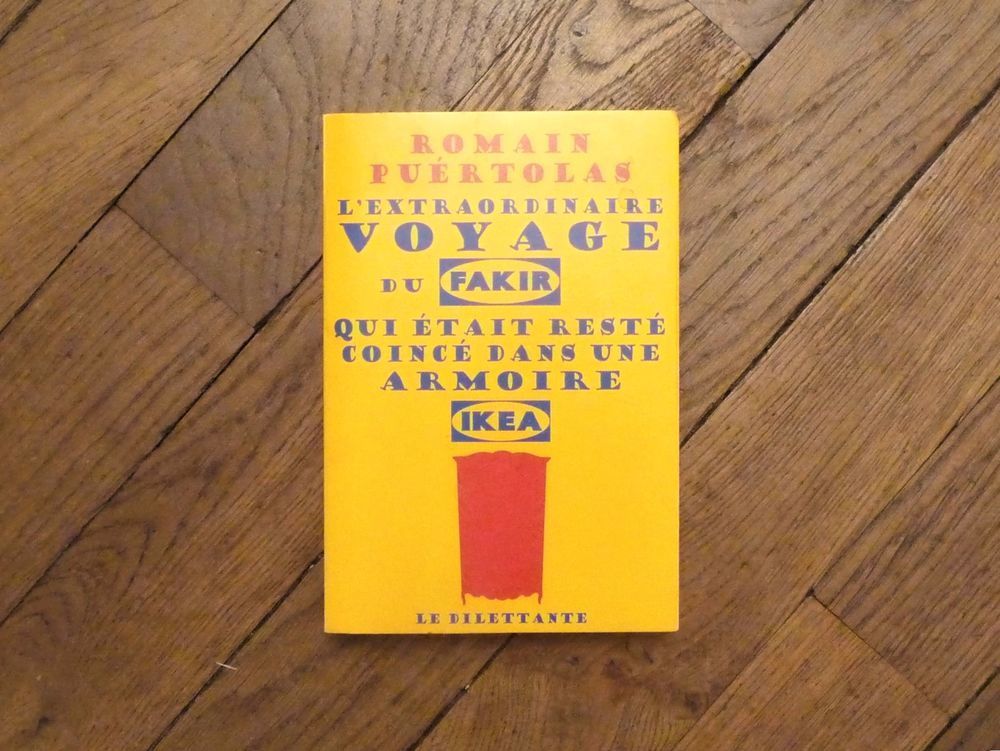 ROMAIN
PUÉRTOLAS
L'EXTRAORDINAIRE
VOYAGE
DU FAKIR
QUI ÉTAIT RESTÉ
COINCÉ DANS UNE
ARMOIRE
IKEA
LE DILETTANTE